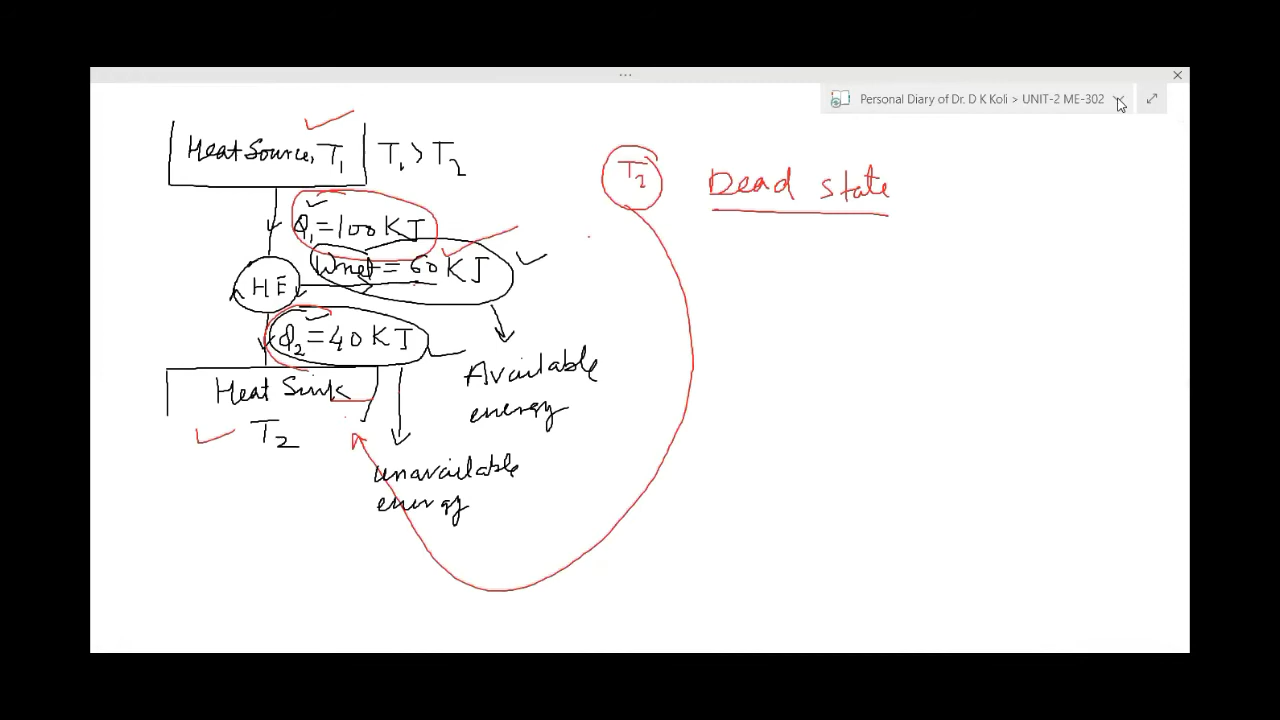 Personal Diary of Dr. D K Koli > UNIT-2 ME-302
Heat Source, T1
T1 > T2
Q1 = 100 KJ
Wnet = 60 KJ
HE
Q2 = 40 KJ
Heat Sink
T2
Available
energy
unavailable
energy
T2
Dead state